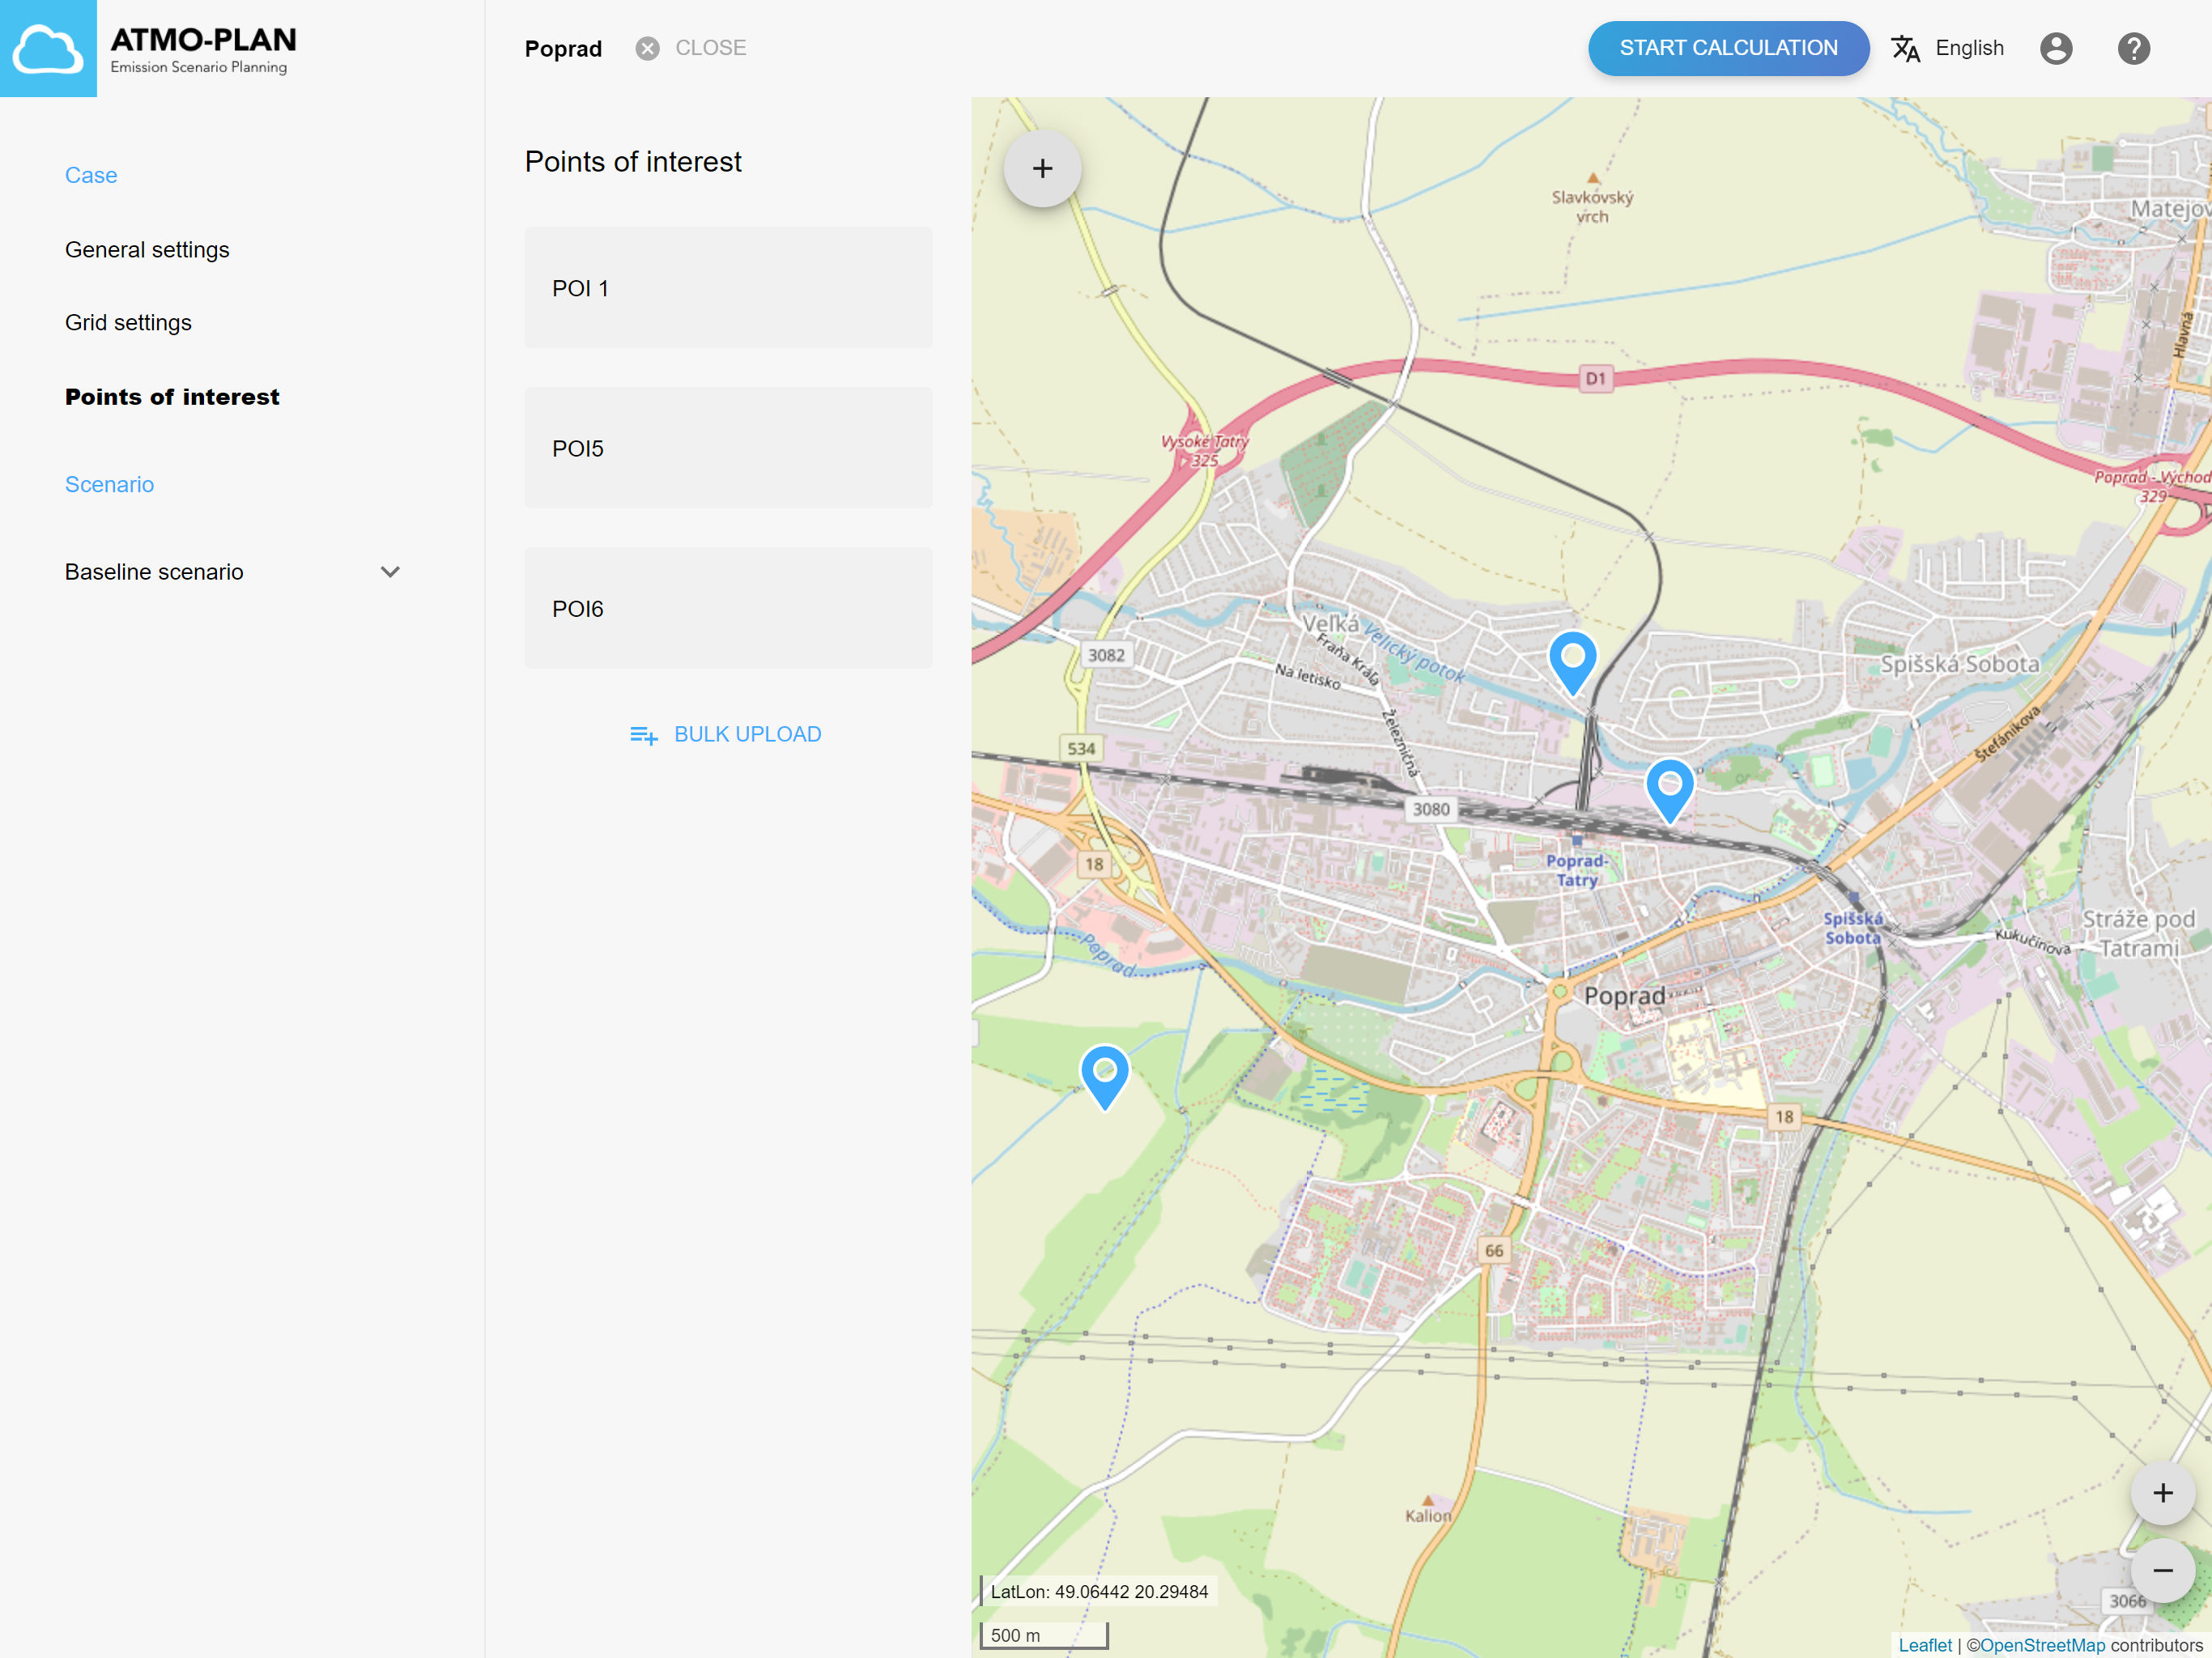 ATMO-PLAN
Emission Scenario Planning
Poprad
CLOSE
START CALCULATION
English
Case
General settings
Grid settings
Points of interest
Scenario
Baseline scenario
Points of interest
POI 1
POI5
POI6
BULK UPLOAD
Slavkovský
vrch
Matejov
Hlavná
D1
Vysoké Tatry
325
Poprad - Východ
329
Veľká
Velický potok
Fraňa Kráľa
Na letisko
3082
Spišská Sobota
Štefánikova
Železničná
534
3080
18
Poprad-
Tatry
Spišská
Sobota
Kukučínova
Stráže pod
Tatrami
Poprad
Poprad
18
66
Kalion
3066
LatLon: 49.06442 20.29484
500 m
Leaflet | ©OpenStreetMap contributors